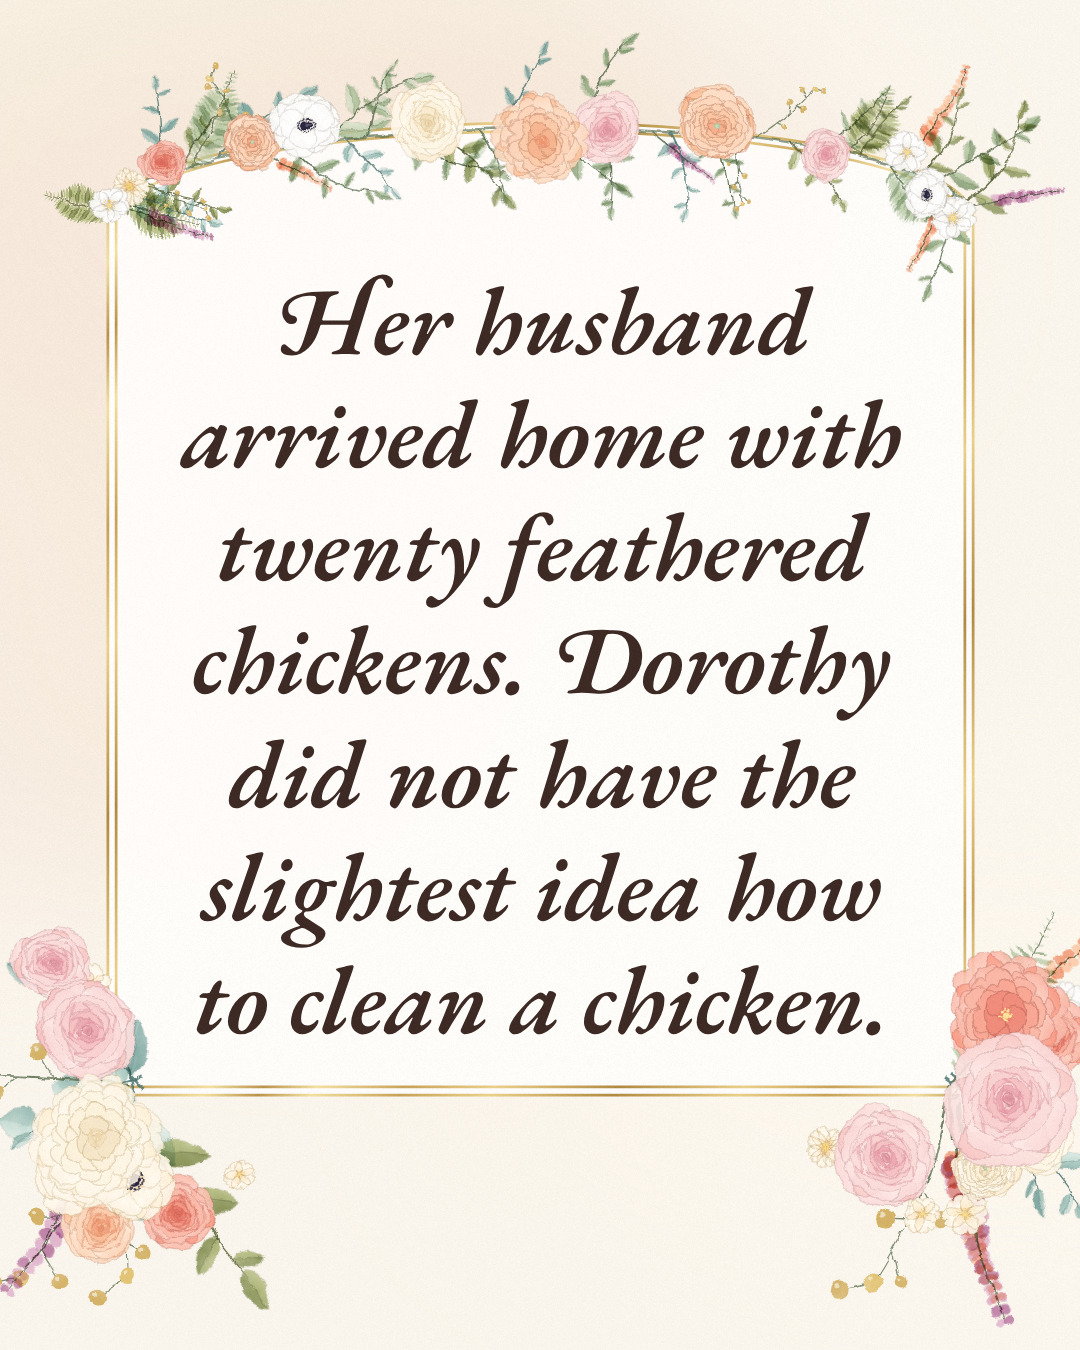 Her husband
arrived home with
twenty feathered
chickens. Dorothy
did not have the
slightest idea how
to clean a chicken.